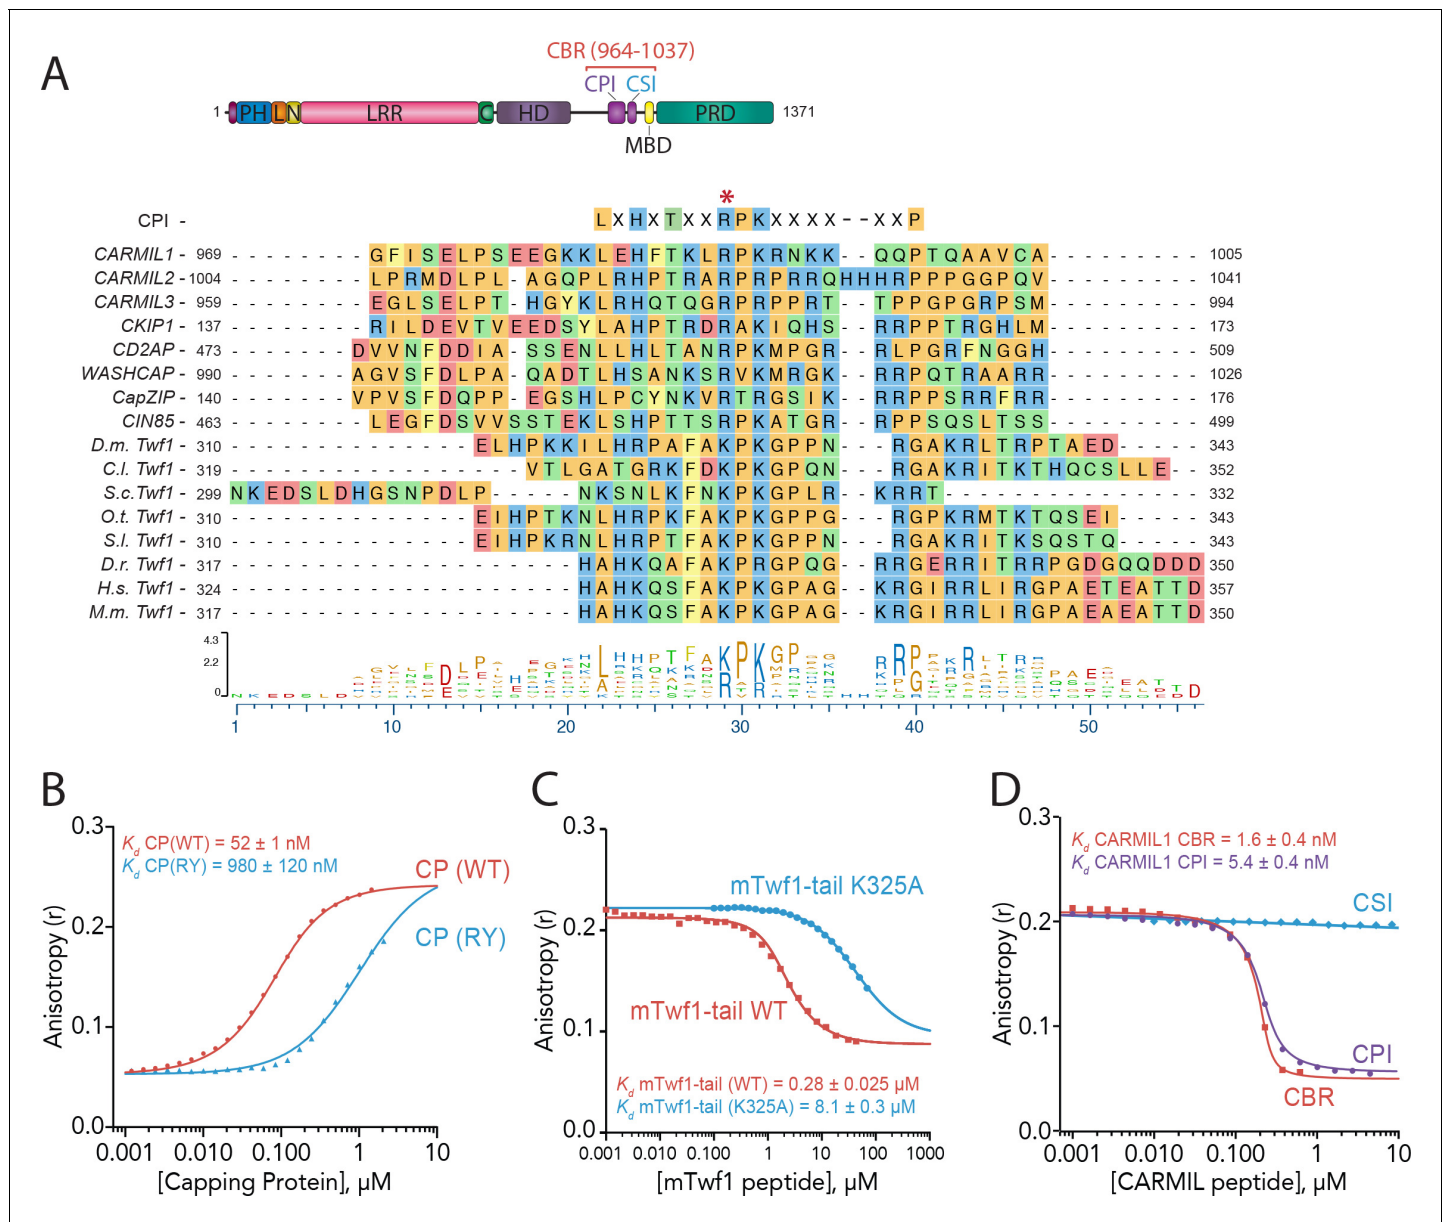 A
CBR (964-1037)
CPI CSI
1 PH L N LRR C HD PRD 1371
MBD
*
CPI - L X H X T X X R P K X X X X - - X X P
CARMIL1 - 969 - - - - - - - - G F I S E L P S E E G K K L E H F T K L R P K R N K K - - Q Q P T Q A A V C A - - - - - - - - - 1005
CARMIL2 - 1004 - - - - - - - - L P R M D L P L - A G Q P L R H P T R A R P R P R R Q H H H R P P P G G P Q V - - - - - - - - - 1041
CARMIL3 - 959 - - - - - - - - E G L S E L P T - H G Y K L R H Q T Q G R P R P P R T - - T P P G P G R P S M - - - - - - - - - 994
CKIP1 - 137 - - - - - - - - R I L D E V T V E E D S Y L A H P T R D R A K I Q H S - - R R P P T R G H L M - - - - - - - - - 173
CD2AP - 473 - - - - - - - D V V N F D D I A - S S E N L L H L T A N R P K M P G R - - R L P G R F N G G H - - - - - - - - - 509
WASHCAP - 990 - - - - - - - A G V S F D L P A - Q A D T L H S A N K S R V K M R G K - - R R P Q T R A A R R - - - - - - - - - 1026
CapZIP - 140 - - - - - - - V P V S F D Q P P - E G S H L P C Y N K V R T R G S I K - - R R P P S R R F R R - - - - - - - - - 176
CIN85 - 463 - - - - - - - - L E G F D S V V S S T E K L S H P T T S R P K A T G R - - R P P S Q S L T S S - - - - - - - - - 499
D.m. Twf1 - 310 - - - - - - - - - - - - - - E L H P K K I L H R P A F A K P K G P P N - - - R G A K R L T R P T A E D - - - - - 343
C.l. Twf1 - 319 - - - - - - - - - - - - - - - - - V T L G A T G R K F D K P K G P Q N - - - R G A K R I T K T H Q C S L L E - - 352
S.c.Twf1 - 299 N K E D S L D H G S N P D L P - - - - - N K S N L K F N K P K G P L R - - K R R T - - - - - - - - - - - - - - - 332
O.t. Twf1 - 310 - - - - - - - - - - - - - - E I H P T K N L H R P K F A K P K G P P G - - - R G P K R M T K T Q S E I - - - - - 343
S.l. Twf1 - 310 - - - - - - - - - - - - - - E I H P K R N L H R P T F A K P K G P P N - - - R G A K R I T K S Q S T Q - - - - - 343
D.r. Twf1 - 317 - - - - - - - - - - - - - - - - - - - - H A H K Q A F A K P R G P Q G - - R R G E R R I T R R P G D G Q Q D D D 350
H.s. Twf1 - 324 - - - - - - - - - - - - - - - - - - - - H A H K Q S F A K P K G P A G - - K R G I R R L I R G P A E T E A T T D 357
M.m. Twf1 - 317 - - - - - - - - - - - - - - - - - - - - H A H K Q S F A K P K G P A G - - K R G I R R L I R G P A E A E A T T D 350
4.3
2.2
0
1 10 20 30 40 50
B
Kd CP(WT) = 52 ± 1 nM
Kd CP(RY) = 980 ± 120 nM
CP (WT)
CP (RY)
Anisotropy (r)
0.3
0.2
0.1
0.0
0.001 0.010 0.100 1 10
[Capping Protein], μM
C
mTwf1-tail K325A
mTwf1-tail WT
Kd mTwf1-tail (WT) = 0.28 ± 0.025 μM
Kd mTwf1-tail (K325A) = 8.1 ± 0.3 μM
Anisotropy (r)
0.3
0.2
0.1
0.0
0.001 0.010 0.100 1 10 100 1000
[mTwf1 peptide], μM
D
Kd CARMIL1 CBR = 1.6 ± 0.4 nM
Kd CARMIL1 CPI = 5.4 ± 0.4 nM
CSI
CPI
CBR
Anisotropy (r)
0.3
0.2
0.1
0.0
0.001 0.010 0.100 1 10
[CARMIL peptide], μM